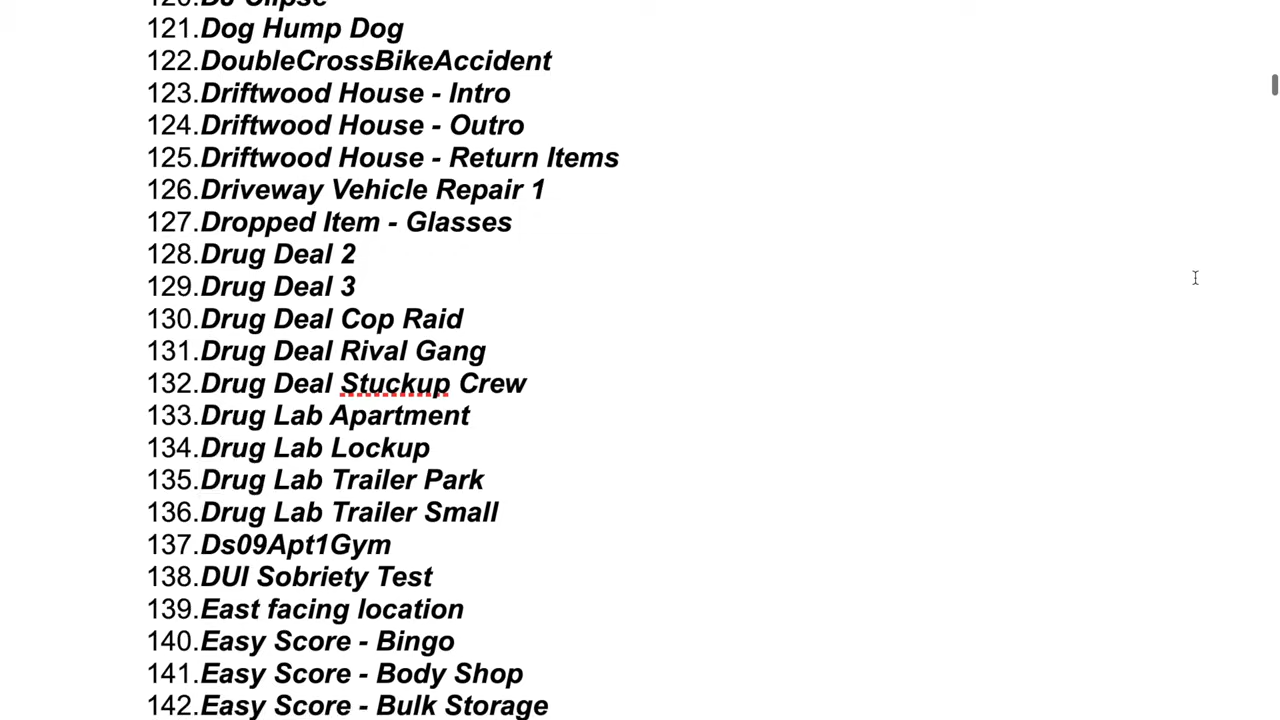 120.DJ Clipse
121.Dog Hump Dog
122.DoubleCrossBikeAccident
123.Driftwood House - Intro
124.Driftwood House - Outro
125.Driftwood House - Return Items
126.Driveway Vehicle Repair 1
127.Dropped Item - Glasses
128.Drug Deal 2
129.Drug Deal 3
130.Drug Deal Cop Raid
131.Drug Deal Rival Gang
132.Drug Deal Stuckup Crew
133.Drug Lab Apartment
134.Drug Lab Lockup
135.Drug Lab Trailer Park
136.Drug Lab Trailer Small
137.Ds09Apt1Gym
138.DUI Sobriety Test
139.East facing location
140.Easy Score - Bingo
141.Easy Score - Body Shop
142.Easy Score - Bulk Storage